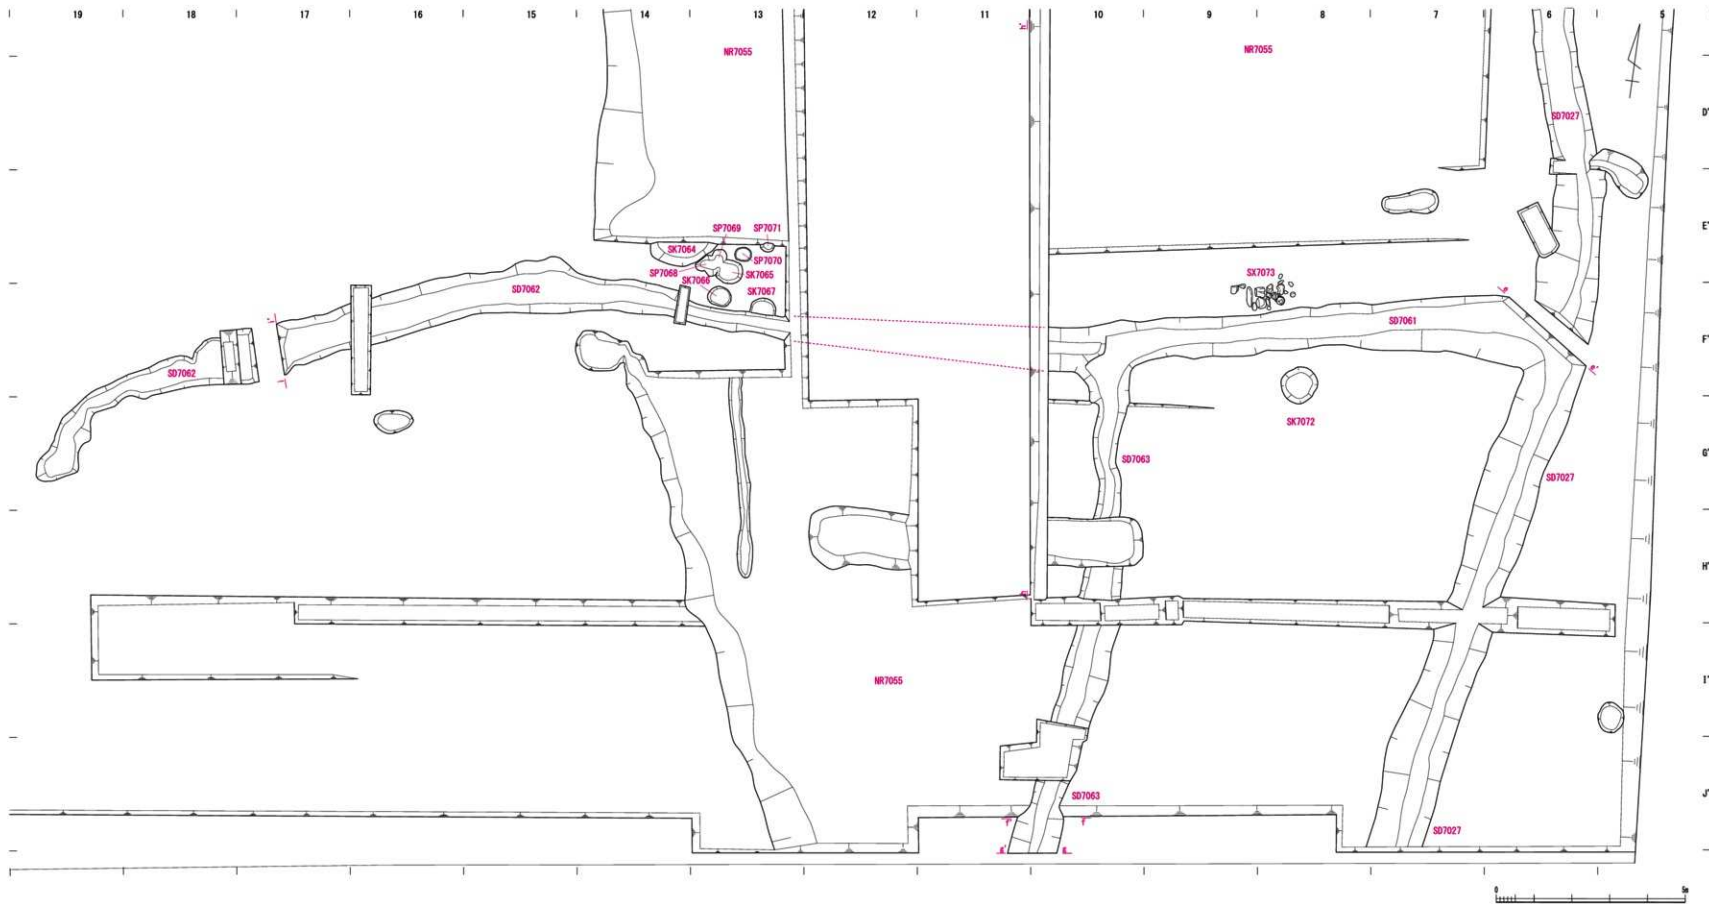 19 18 17 16 15 14 13 12 11 10 9 8 7 6 5
NR7055
NR7055
SD7027
D'
SP7069
SP7071
E'
SK7064
SP7070
SP7068
SK7065
SK7066
SK7067
SX7073
SD7062
SD7061
F'
SD7062
SK7072
G'
SD7063
SD7027
H'
NR7055
I'
SD7063
J'
SD7027
0 5m